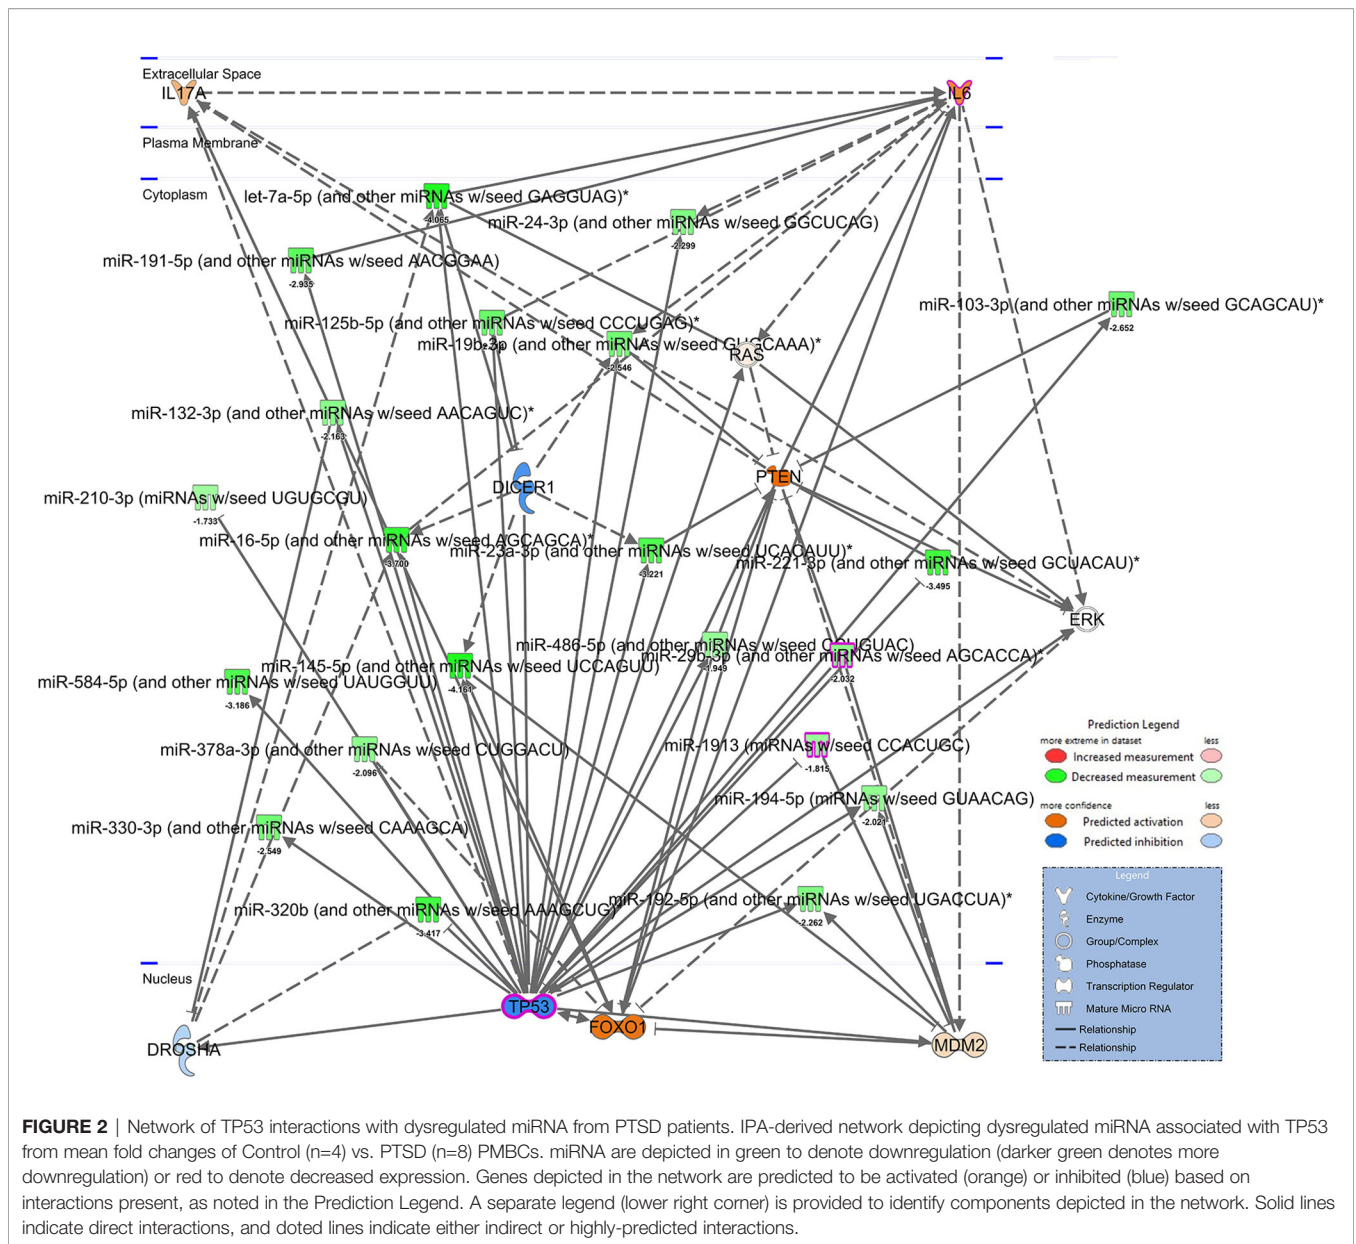 Extracellular Space
IL17A
IL6
Plasma Membrane
Cytoplasm
let-7a-5p (and other miRNAs w/seed GAGGUAG)*
-4.065
miR-24-3p (and other miRNAs w/seed GGCUCAG)
-2.299
miR-191-5p (and other miRNAs w/seed AACGGAA)
-2.935
miR-103-3p (and other miRNAs w/seed GCAGCAU)*
-2.652
miR-125b-5p (and other miRNAs w/seed CCCUGAG)*
miR-19b-3p (and other miRNAs w/seed GUGCAAA)*
-2.546
RAS
miR-132-3p (and other miRNAs w/seed AACAGUC)*
-2.163
PTEN
DICER1
miR-210-3p (miRNAs w/seed UGUGCGU)
-1.733
miR-16-5p (and other miRNAs w/seed AGCAGCA)*
-3.700
miR-23a-3p (and other miRNAs w/seed UCACAUU)*
-3.221
miR-221-3p (and other miRNAs w/seed GCUACAU)*
-3.495
ERK
miR-486-5p (and other miRNAs w/seed CCUGUAC)
-1.949
miR-29b-3p (and other miRNAs w/seed AGCACCA)*
-2.032
miR-145-5p (and other miRNAs w/seed UCCAGUU)
-4.161
miR-584-5p (and other miRNAs w/seed UAUGGUU)
-3.186
miR-378a-3p (and other miRNAs w/seed CUGGACU)
-2.096
miR-1913 (miRNAs w/seed CCACUGC)
-1.815
miR-194-5p (miRNAs w/seed GUAACAG)
-2.021
miR-330-3p (and other miRNAs w/seed CAAAGCA)
-2.549
miR-192-5p (and other miRNAs w/seed UGACCUA)*
-2.262
miR-320b (and other miRNAs w/seed AAAGCUG)*
-3.417
Nucleus
TP53
FOXO1
MDM2
DROSHA
Prediction Legend
more extreme in dataset less
Increased measurement
Decreased measurement
more confidence less
Predicted activation
Predicted inhibition
Legend
Cytokine/Growth Factor
Enzyme
Group/Complex
Phosphatase
Transcription Regulator
Mature Micro RNA
Relationship
Relationship
FIGURE 2 | Network of TP53 interactions with dysregulated miRNA from PTSD patients. IPA-derived network depicting dysregulated miRNA associated with TP53
from mean fold changes of Control (n=4) vs. PTSD (n=8) PMBCs. miRNA are depicted in green to denote downregulation (darker green denotes more
downregulation) or red to denote decreased expression. Genes depicted in the network are predicted to be activated (orange) or inhibited (blue) based on
interactions present, as noted in the Prediction Legend. A separate legend (lower right corner) is provided to identify components depicted in the network. Solid lines
indicate direct interactions, and doted lines indicate either indirect or highly-predicted interactions.